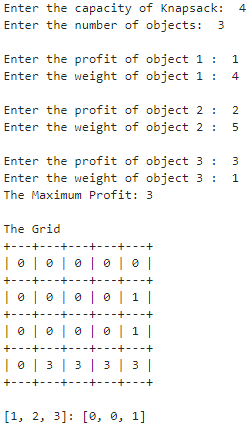 Enter the capacity of Knapsack:  4
Enter the number of objects:  3

Enter the profit of object 1 :  1
Enter the weight of object 1 :  4

Enter the profit of object 2 :  2
Enter the weight of object 2 :  5

Enter the profit of object 3 :  3
Enter the weight of object 3 :  1
The Maximum Profit: 3

The Grid
+---+---+---+---+---+
| 0 | 0 | 0 | 0 | 0 |
+---+---+---+---+---+
| 0 | 0 | 0 | 0 | 1 |
+---+---+---+---+---+
| 0 | 0 | 0 | 0 | 1 |
+---+---+---+---+---+
| 0 | 3 | 3 | 3 | 3 |
+---+---+---+---+---+

[1, 2, 3]: [0, 0, 1]